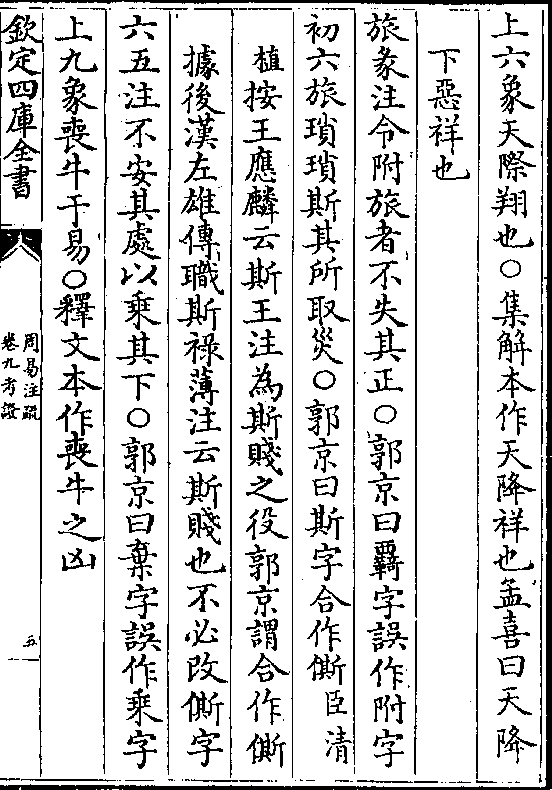 上六象天際翔也○集解本作天降祥也孟喜曰天降
下惡祥也
旅彖注令附旅者不失其正○郭京曰羇字誤作附字
初六旅瑣瑣斯其所取災○郭京曰斯字合作㒋臣清
植按王應麟云斯王注為斯賤之役郭京謂合作㒋
據後漢左雄傳職斯祿薄注云斯賤也不必改㒋字
六五注不安其處以乘其下○郭京曰棄字誤作乘字
上九象喪牛于易○釋文本作喪牛之凶
欽定四庫全書
周易注疏
卷九考證
五